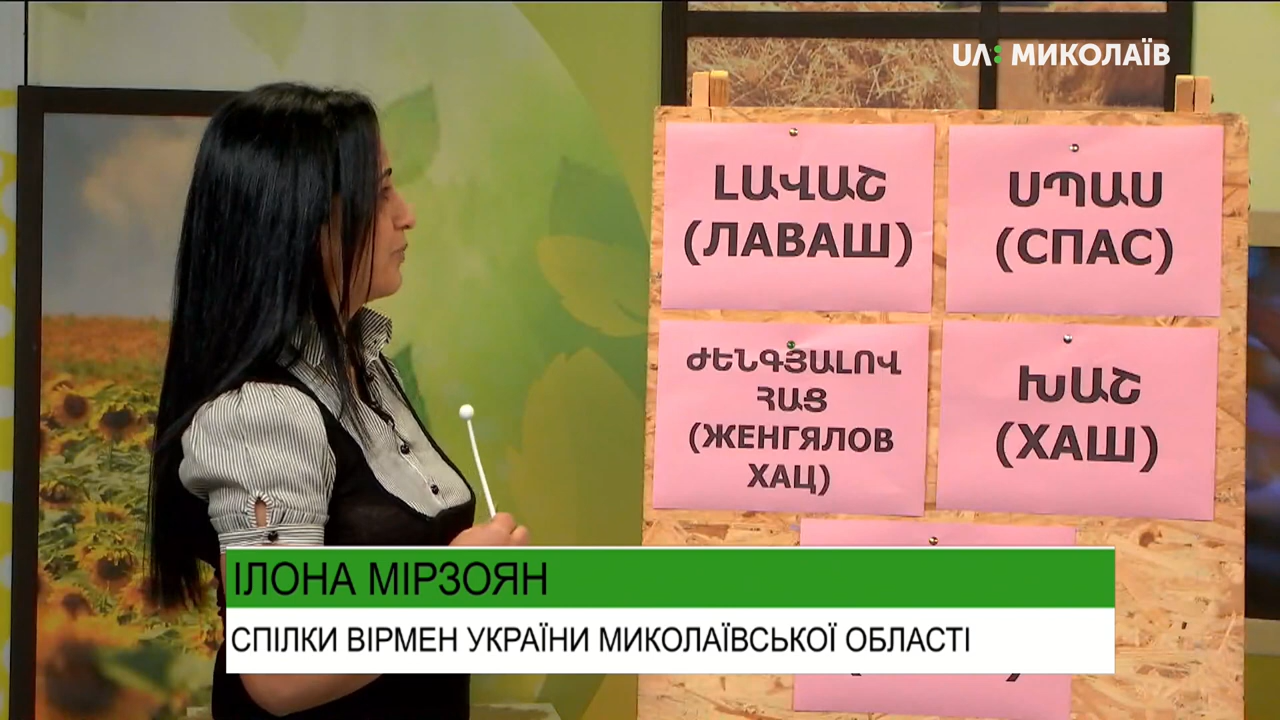 UA: МИКОЛАЇВ
ԼԱՎԱՇ
(ЛАВАШ)
ՍՊԱՍ
(СПАС)
ԺԵՆԳՅԱԼՈՎ
ՀԱՑ
(ЖЕНГЯЛОВ
ХАЦ)
ԽԱՇ
(ХАШ)
ІЛОНА МІРЗОЯН
СПІЛКИ ВІРМЕН УКРАЇНИ МИКОЛАЇВСЬКОЇ ОБЛАСТІ